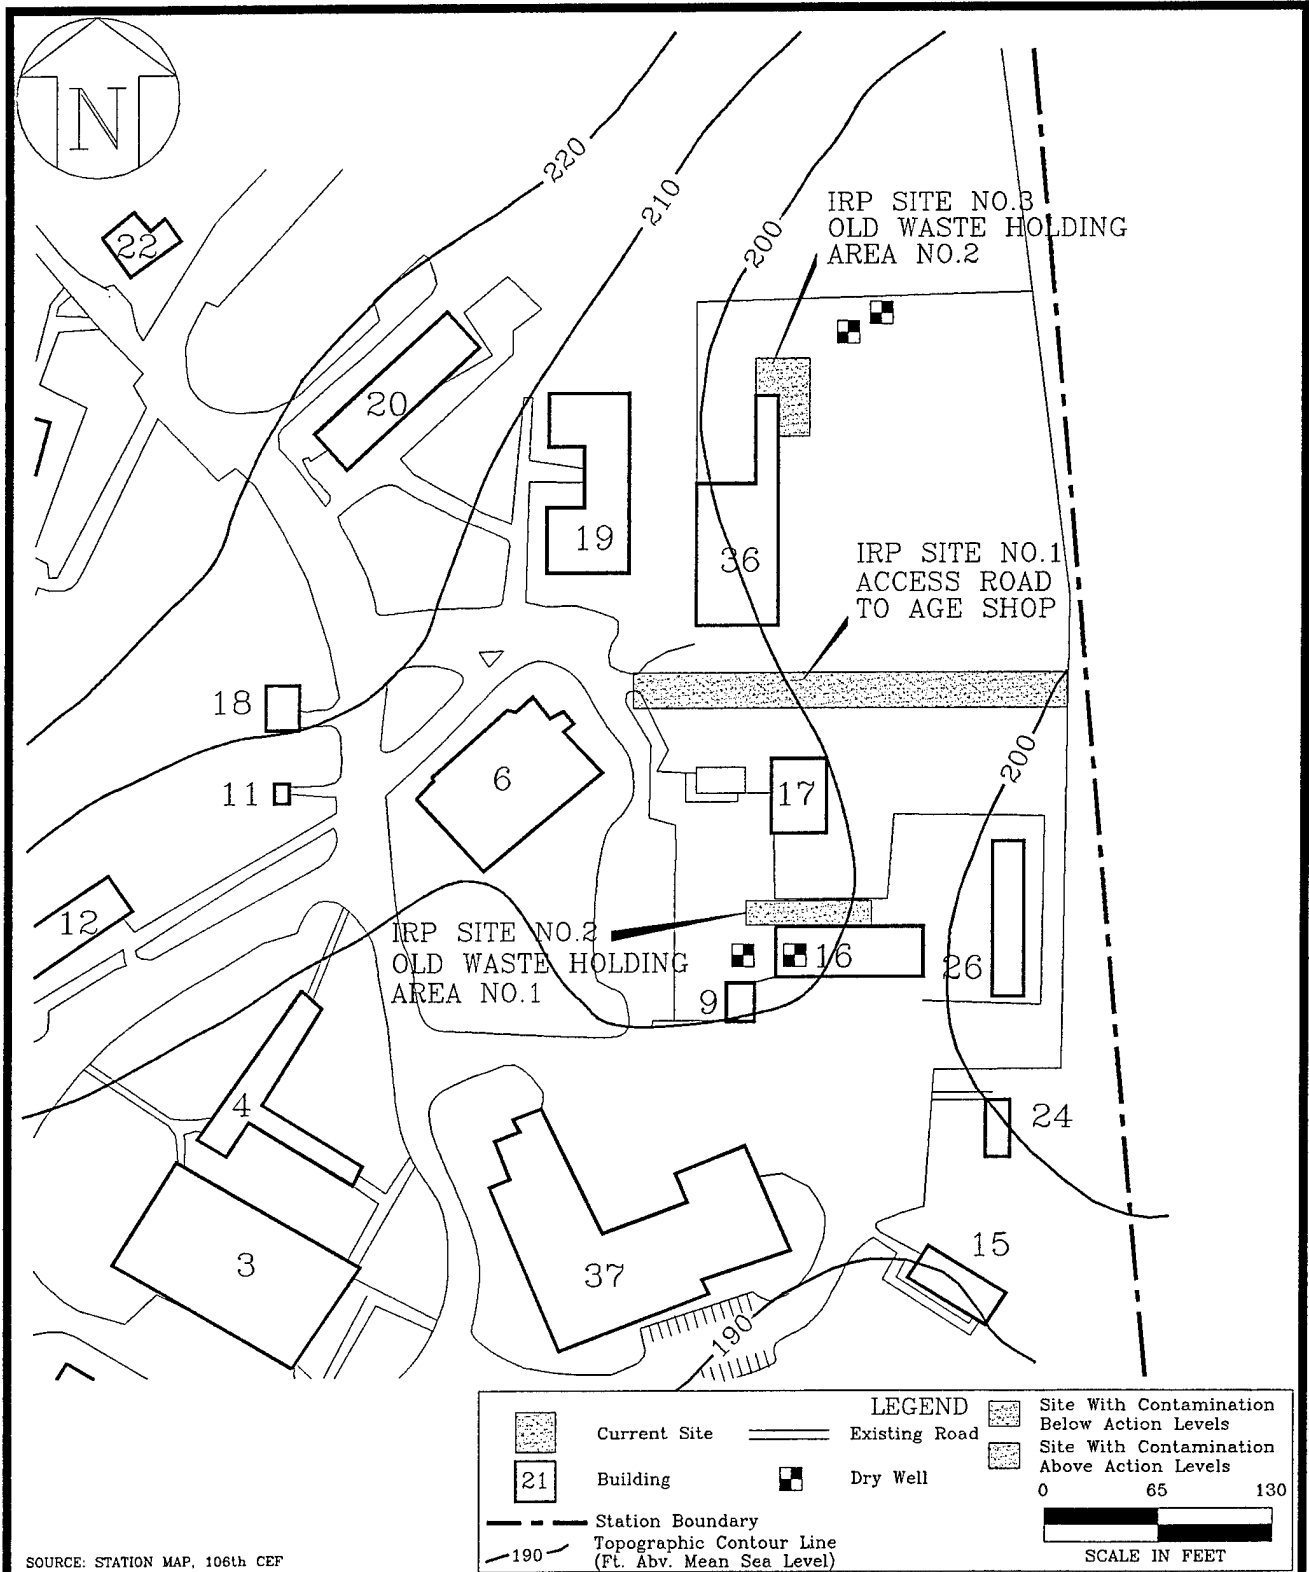 N
220
210
200
IRP SITE NO.3
OLD WASTE HOLDING
AREA NO.2
22
20
19
36
IRP SITE NO.1
ACCESS ROAD
TO AGE SHOP
18
11
6
17
200
12
IRP SITE NO.2
OLD WASTE HOLDING
AREA NO.1
16
26
9
4
24
3
37
15
190
LEGEND
Current Site
Existing Road
Site With Contamination
Below Action Levels
Site With Contamination
Above Action Levels
21
Building
Dry Well
0 65 130
SCALE IN FEET
Station Boundary
190
Topographic Contour Line
(Ft. Abv. Mean Sea Level)
SOURCE: STATION MAP, 106th CEF